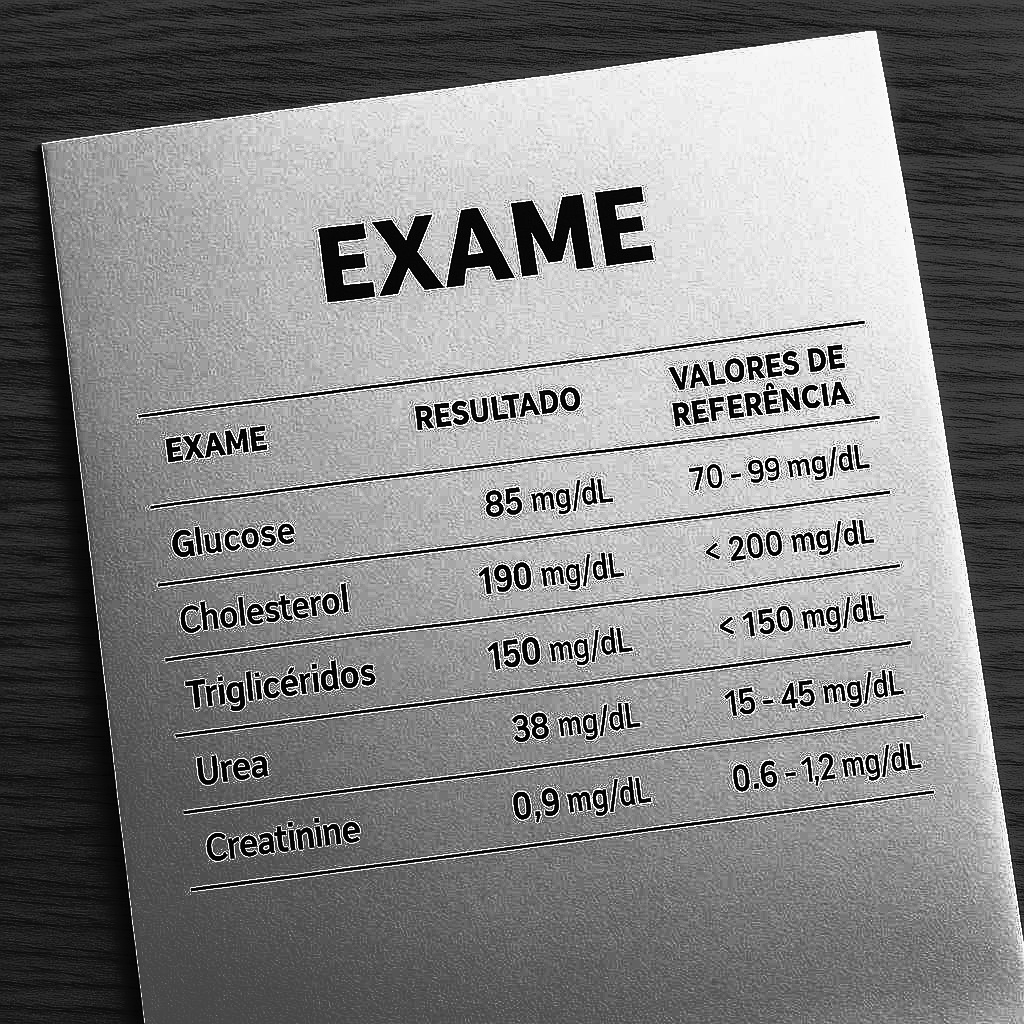 EXAME
EXAME RESULTADO VALORES DE REFERÊNCIA
Glucose 85 mg/dL 70 - 99 mg/dL
Cholesterol 190 mg/dL < 200 mg/dL
Triglicéridos 150 mg/dL < 150 mg/dL
Urea 38 mg/dL 15 - 45 mg/dL
Creatinine 0,9 mg/dL 0.6 - 1,2 mg/dL